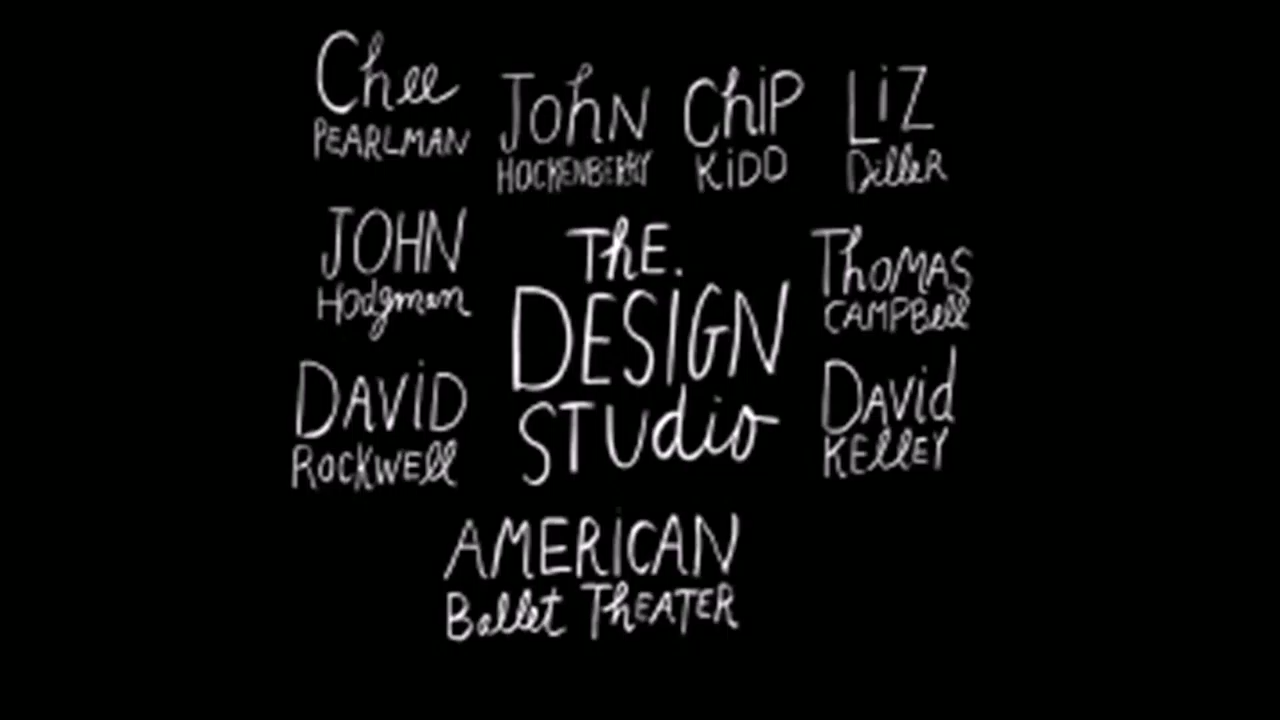 Chee
PEARLMAN
JOhN
HOCKENBERRY
ChiP
KiDD
LiZ
DilleR
JOHN
Hodgman
ThE.
DESIGN
STUdio
ThOMAS
CAMPBell
DAViD
ROCKWEll
DAVid
KEllEY
AMERiCAN
Ballet ThEATER